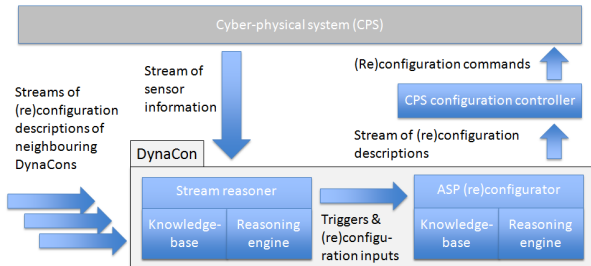 Cyber-physical system (CPS)
Stream of
sensor
information
(Re)configuration commands
CPS configuration controller
Streams of
(re)configuration
descriptions of
neighbouring
DynaCons
Stream of (re)configuration
descriptions
DynaCon
Stream reasoner
Knowledge-
base
Reasoning
engine
Triggers &
(re)configu-
ration inputs
ASP (re)configurator
Knowledge-
base
Reasoning
engine